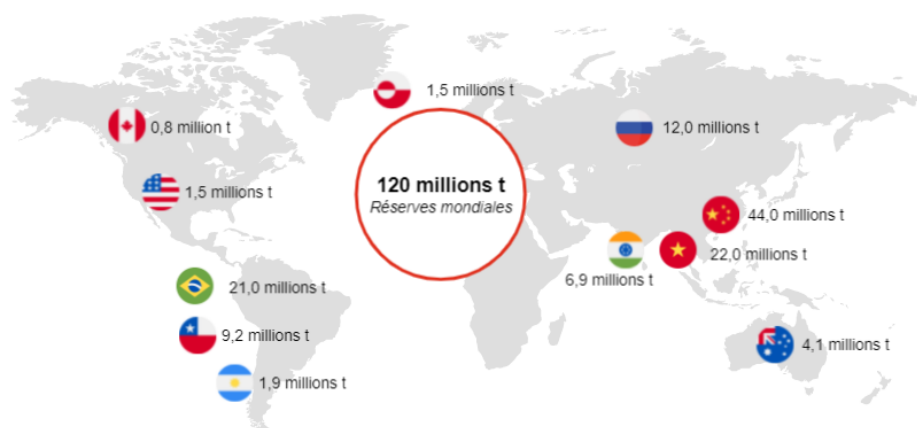 1,5 millions t
0,8 million t
12,0 millions t
120 millions t
Réserves mondiales
1,5 millions t
44,0 millions t
22,0 millions t
6,9 millions t
21,0 millions t
9,2 millions t
4,1 millions t
1,9 millions t